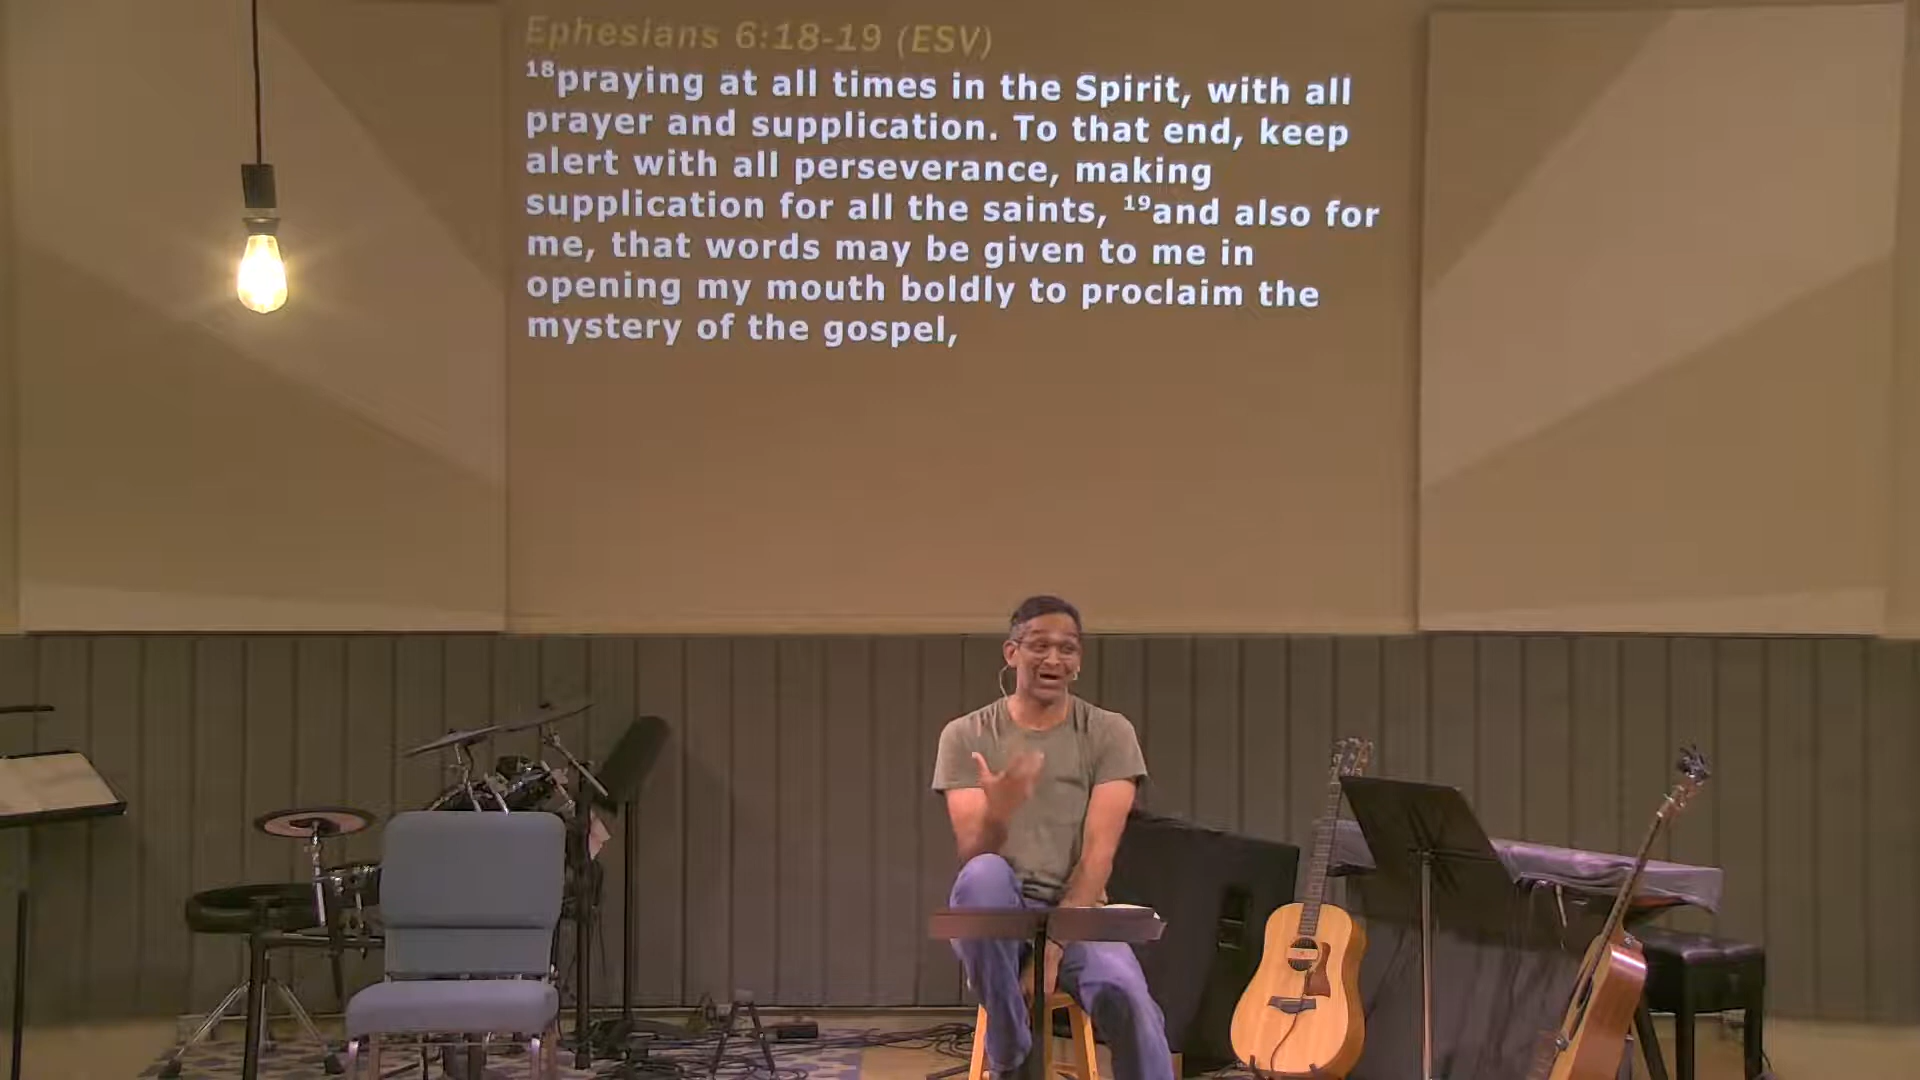 Ephesians 6:18-19 (ESV)
¹⁸praying at all times in the Spirit, with all
prayer and supplication. To that end, keep
alert with all perseverance, making
supplication for all the saints, ¹⁹and also for
me, that words may be given to me in
opening my mouth boldly to proclaim the
mystery of the gospel,